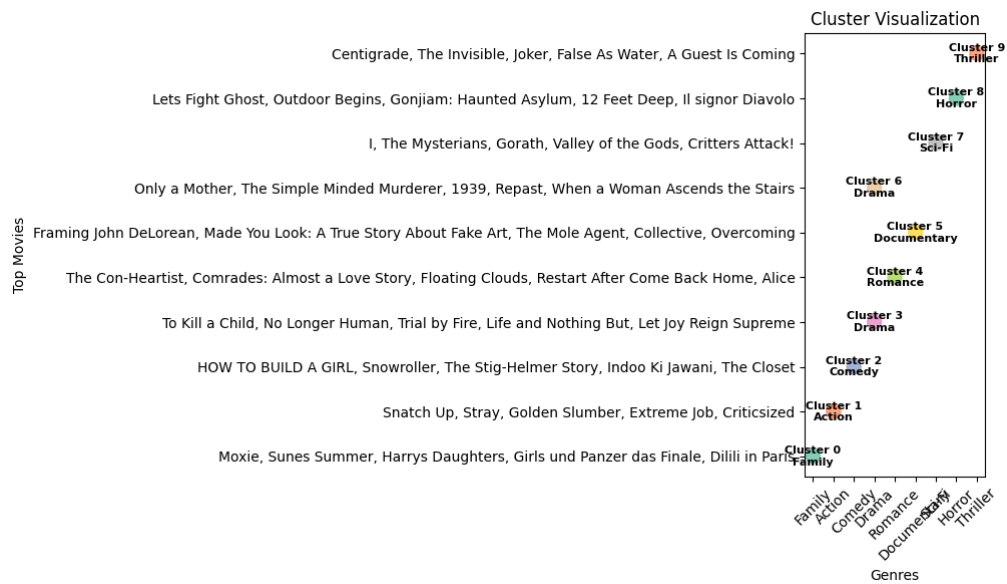 Cluster Visualization
Top Movies
Centigrade, The Invisible, Joker, False As Water, A Guest Is Coming
Cluster 9
Thriller
Lets Fight Ghost, Outdoor Begins, Gonjiam: Haunted Asylum, 12 Feet Deep, Il signor Diavolo
Cluster 8
Horror
I, The Mysterians, Gorath, Valley of the Gods, Critters Attack!
Cluster 7
Sci-Fi
Only a Mother, The Simple Minded Murderer, 1939, Repast, When a Woman Ascends the Stairs
Cluster 6
Drama
Framing John DeLorean, Made You Look: A True Story About Fake Art, The Mole Agent, Collective, Overcoming
Cluster 5
Documentary
The Con-Heartist, Comrades: Almost a Love Story, Floating Clouds, Restart After Come Back Home, Alice
Cluster 4
Romance
To Kill a Child, No Longer Human, Trial by Fire, Life and Nothing But, Let Joy Reign Supreme
Cluster 3
Drama
HOW TO BUILD A GIRL, Snowroller, The Stig-Helmer Story, Indoo Ki Jawani, The Closet
Cluster 2
Comedy
Snatch Up, Stray, Golden Slumber, Extreme Job, Criticsized
Cluster 1
Action
Moxie, Sunes Summer, Harrys Daughters, Girls und Panzer das Finale, Dilili in Paris
Cluster 0
Family
Family
Action
Comedy
Drama
Romance
Documentary
Sci-Fi
Horror
Thriller
Genres